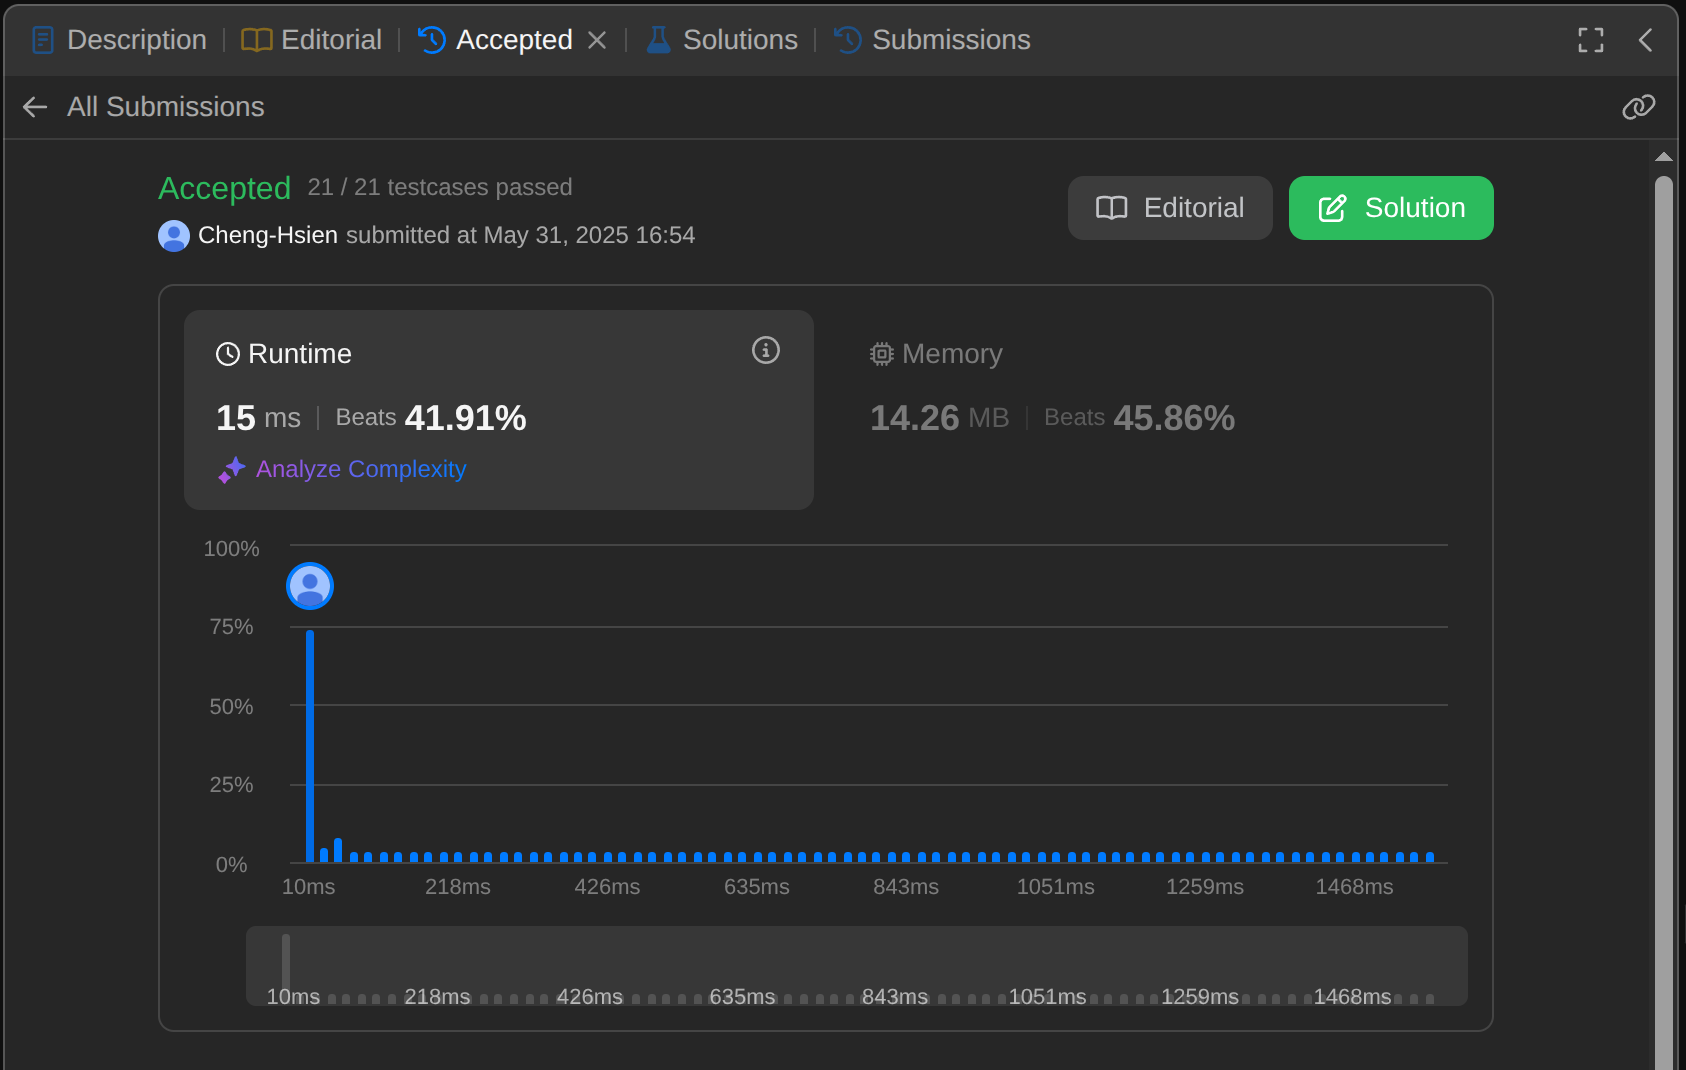 Description | Editorial | Accepted | Solutions | Submissions
All Submissions
Accepted 21 / 21 testcases passed
Cheng-Hsien submitted at May 31, 2025 16:54
Editorial
Solution
Runtime
15 ms | Beats 41.91%
Analyze Complexity
Memory
14.26 MB | Beats 45.86%
100%
75%
50%
25%
0%
10ms 218ms 426ms 635ms 843ms 1051ms 1259ms 1468ms
10ms 218ms 426ms 635ms 843ms 1051ms 1259ms 1468ms